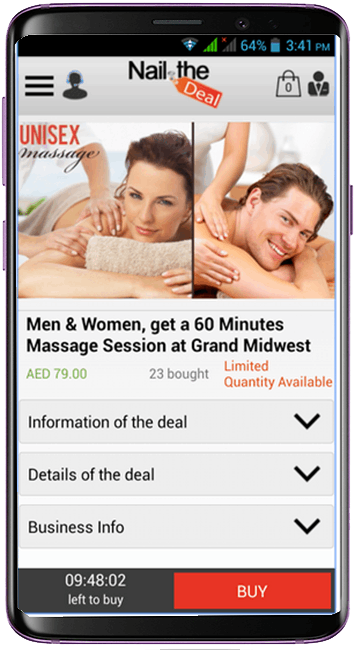 64% 3:41 PM
Nail the
Deal
0
UNISEX
massage
Men & Women, get a 60 Minutes
Massage Session at Grand Midwest
AED 79.00 23 bought Limited
Quantity Available
Information of the deal
Details of the deal
Business Info
09:48:02
left to buy
BUY